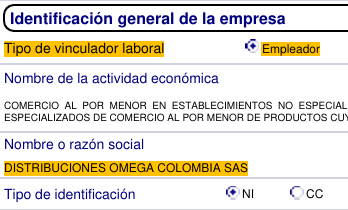 Identificación general de la empresa
Tipo de vinculador laboral Empleador
Nombre de la actividad económica
COMERCIO AL POR MENOR EN ESTABLECIMIENTOS NO ESPECIAL
ESPECIALIZADOS DE COMERCIO AL POR MENOR DE PRODUCTOS CUY
Nombre o razón social
DISTRIBUCIONES OMEGA COLOMBIA SAS
Tipo de identificación NI CC